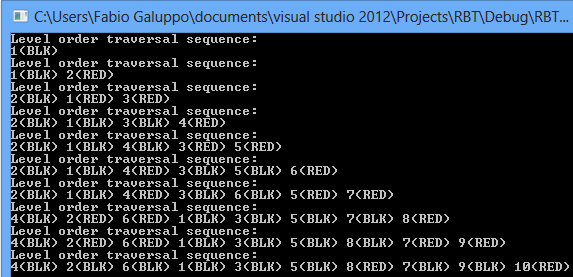 C:\Users\Fabio Galuppo\documents\visual studio 2012\Projects\RBT\Debug\RBT...
Level order traversal sequence:
1(BLK)
Level order traversal sequence:
1(BLK) 2(RED)
Level order traversal sequence:
2(BLK) 1(RED) 3(RED)
Level order traversal sequence:
2(BLK) 1(BLK) 3(BLK) 4(RED)
Level order traversal sequence:
2(BLK) 1(BLK) 4(BLK) 3(RED) 5(RED)
Level order traversal sequence:
2(BLK) 1(BLK) 4(RED) 3(BLK) 5(BLK) 6(RED)
Level order traversal sequence:
2(BLK) 1(BLK) 4(RED) 3(BLK) 6(BLK) 5(RED) 7(RED)
Level order traversal sequence:
4(BLK) 2(RED) 6(RED) 1(BLK) 3(BLK) 5(BLK) 7(BLK) 8(RED)
Level order traversal sequence:
4(BLK) 2(RED) 6(RED) 1(BLK) 3(BLK) 5(BLK) 8(BLK) 7(RED) 9(RED)
Level order traversal sequence:
4(BLK) 2(BLK) 6(BLK) 1(BLK) 3(BLK) 5(BLK) 8(RED) 7(BLK) 9(BLK) 10(RED)